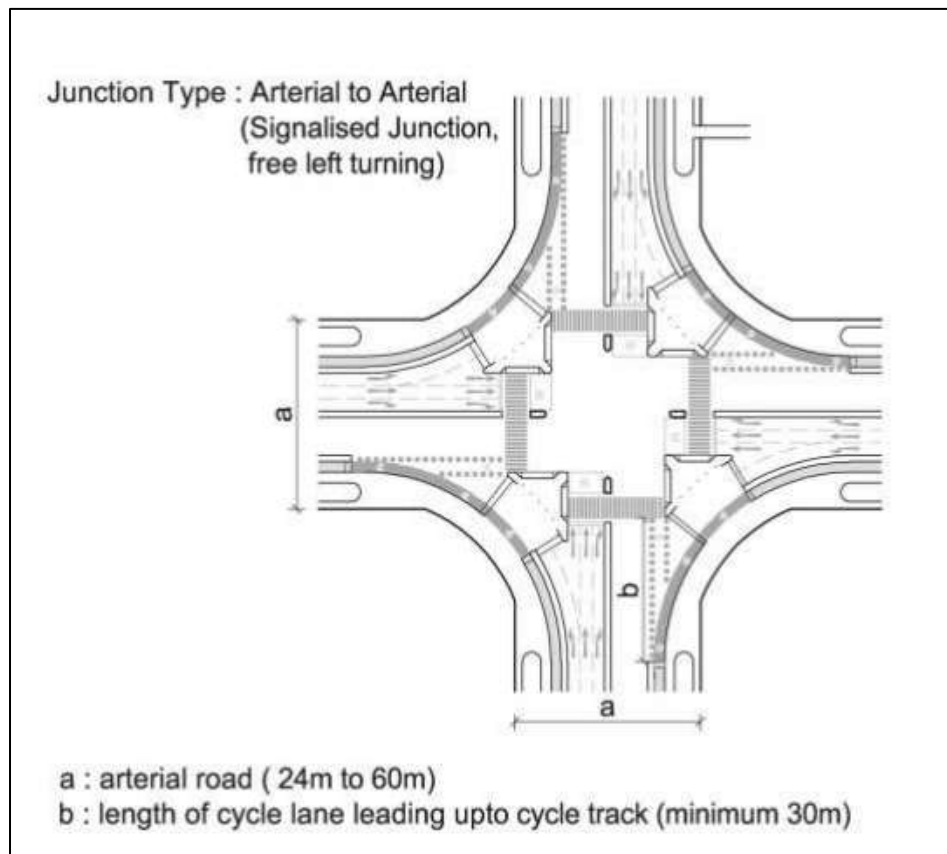 Junction Type : Arterial to Arterial
(Signalised Junction,
free left turning)
a
b
a
a : arterial road ( 24m to 60m)
b : length of cycle lane leading upto cycle track (minimum 30m)